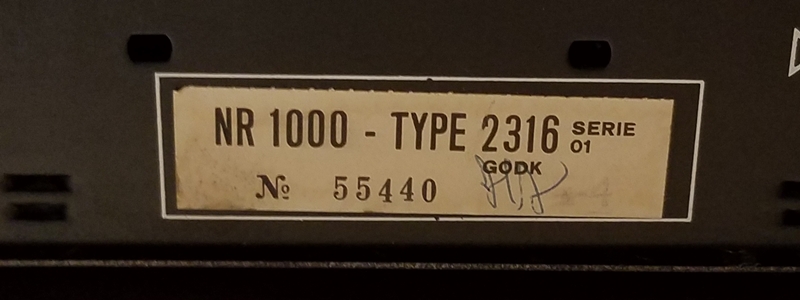 NR 1000 - TYPE 2316 SERIE 01
GODK
№ 55440